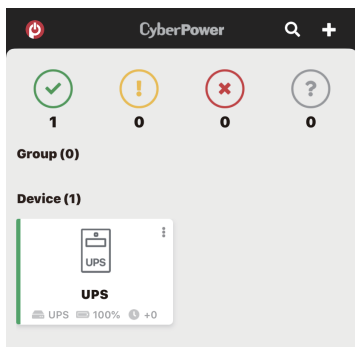 CyberPower
1 0 0 0
Group (0)
Device (1)
UPS
UPS
UPS 100% +0